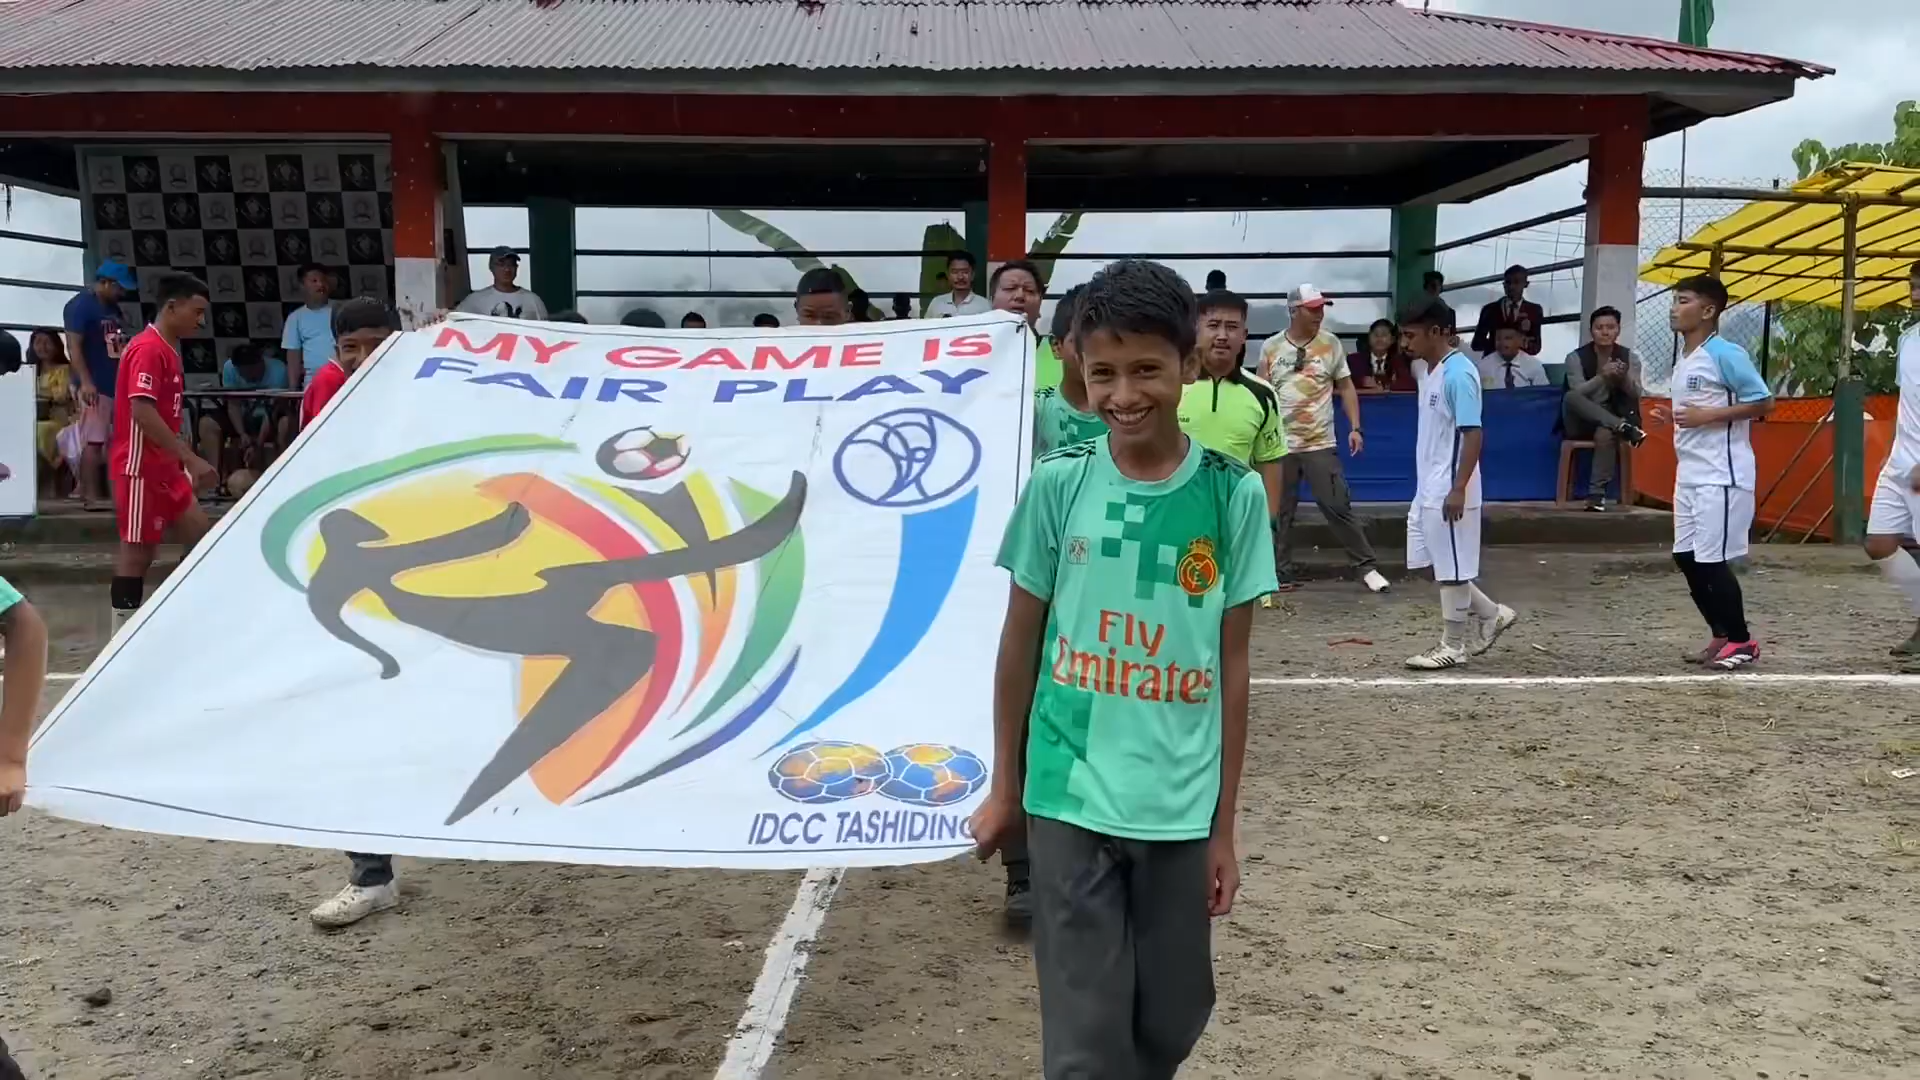 MY GAME IS
FAIR PLAY
IDCC TASHIDING
Fly
Emirates